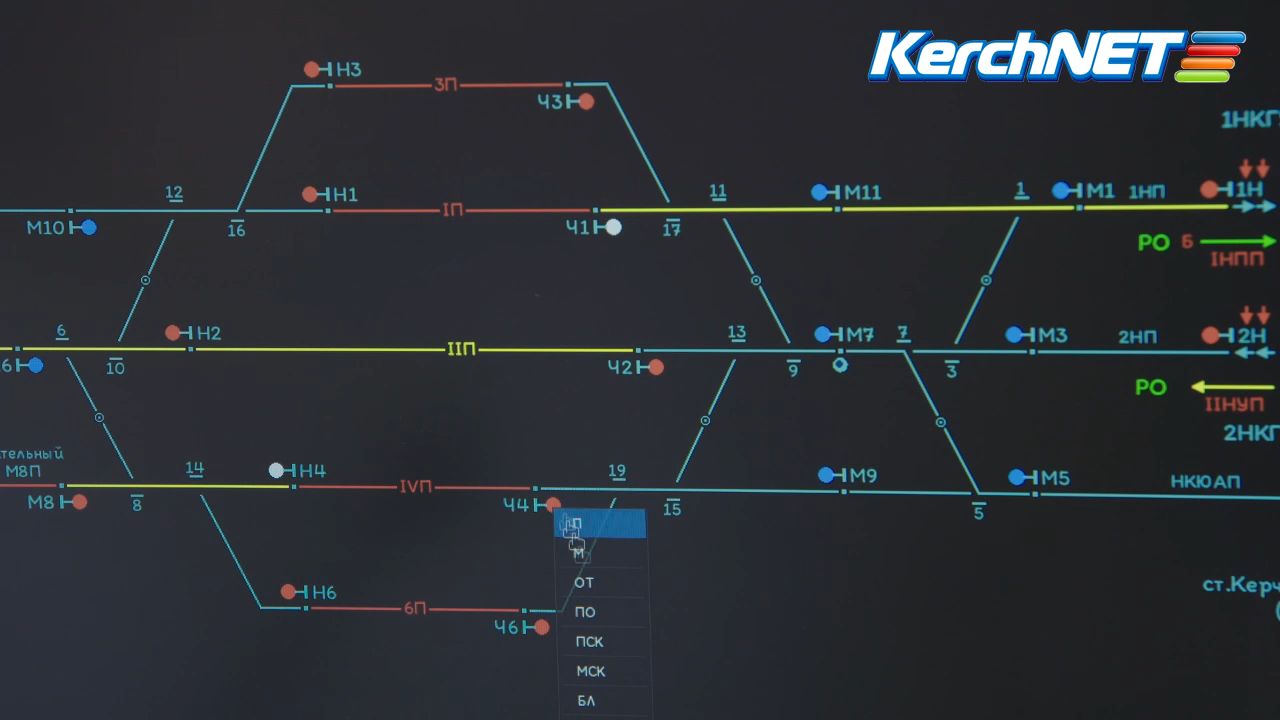 KerchNET
Н3
3П
Ч3
1НКГ
12
Н1
IП
11
М11
1
М1
1НП
1Н
М10
16
Ч1
17
РО
Б
IНПП
6
Н2
IIП
13
М7
7
М3
2НП
2Н
6
10
Ч2
9
3
РО
IIНУП
2НКГ
тельный
М8П
14
Н4
IVП
19
М9
М5
НКЮАП
М8
8
Ч4
15
5
П
М
ОТ
ст.Керч
Н6
6П
ПО
Ч6
ПСК
МСК
БЛ